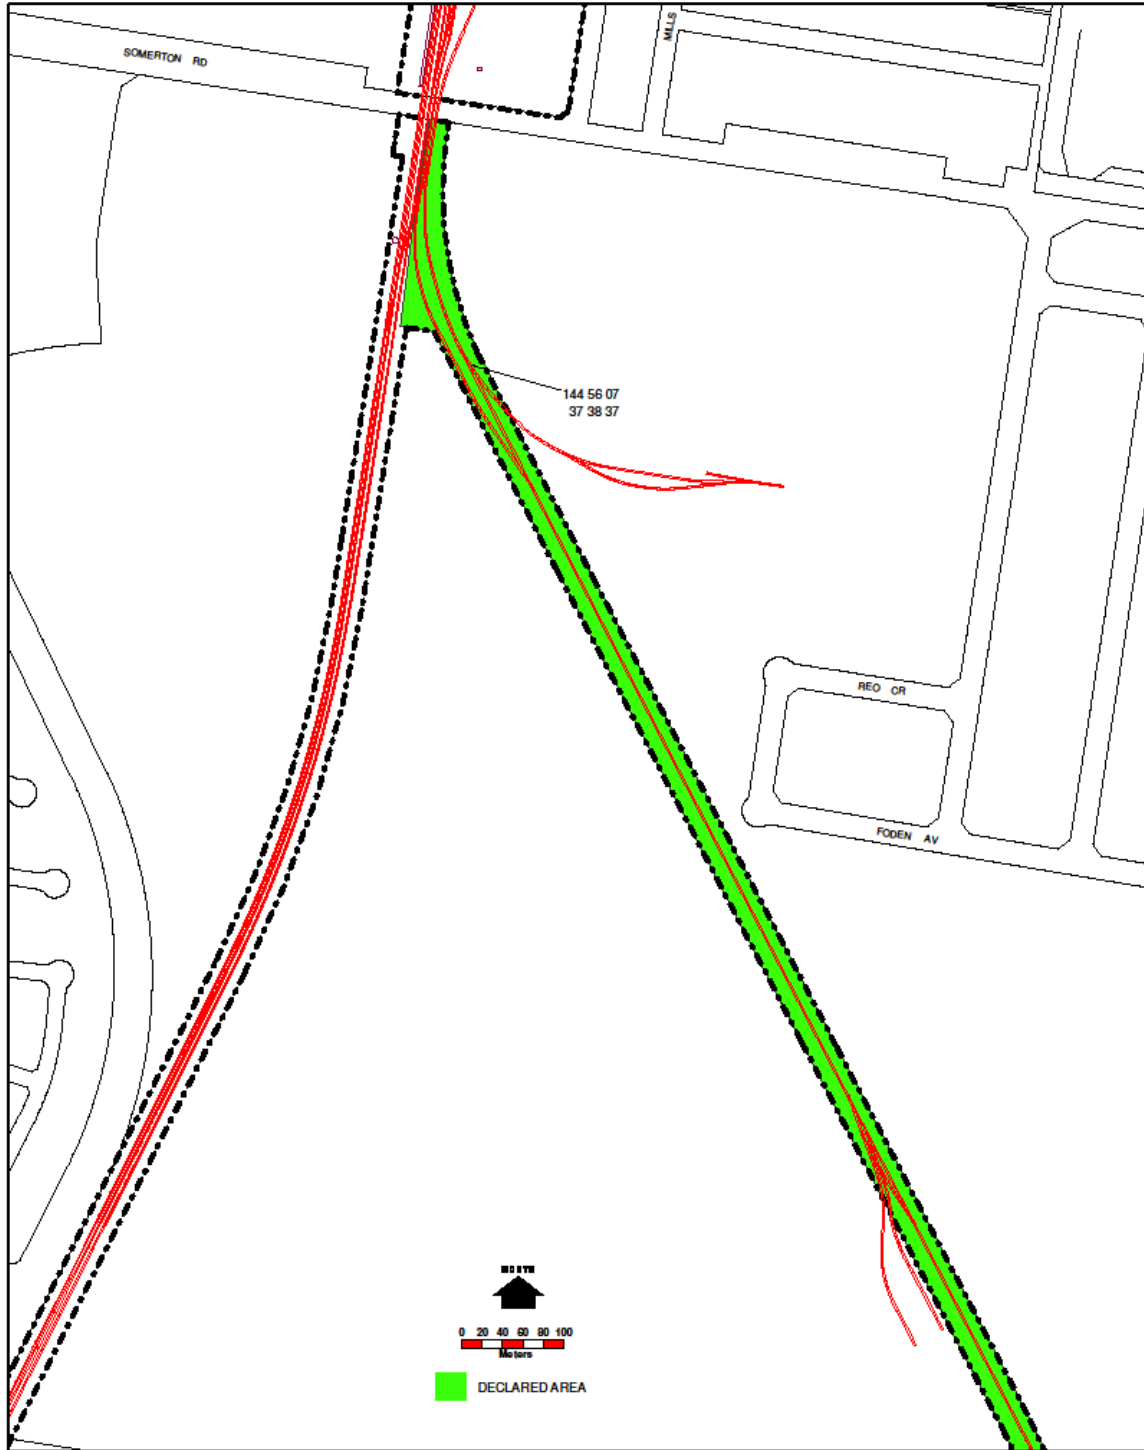 MILLS
SOMERTON RD
144 56 07
37 38 37
REO CR
FODEN AV
NORTH
0 20 40 60 80 100
Meters
DECLARED AREA